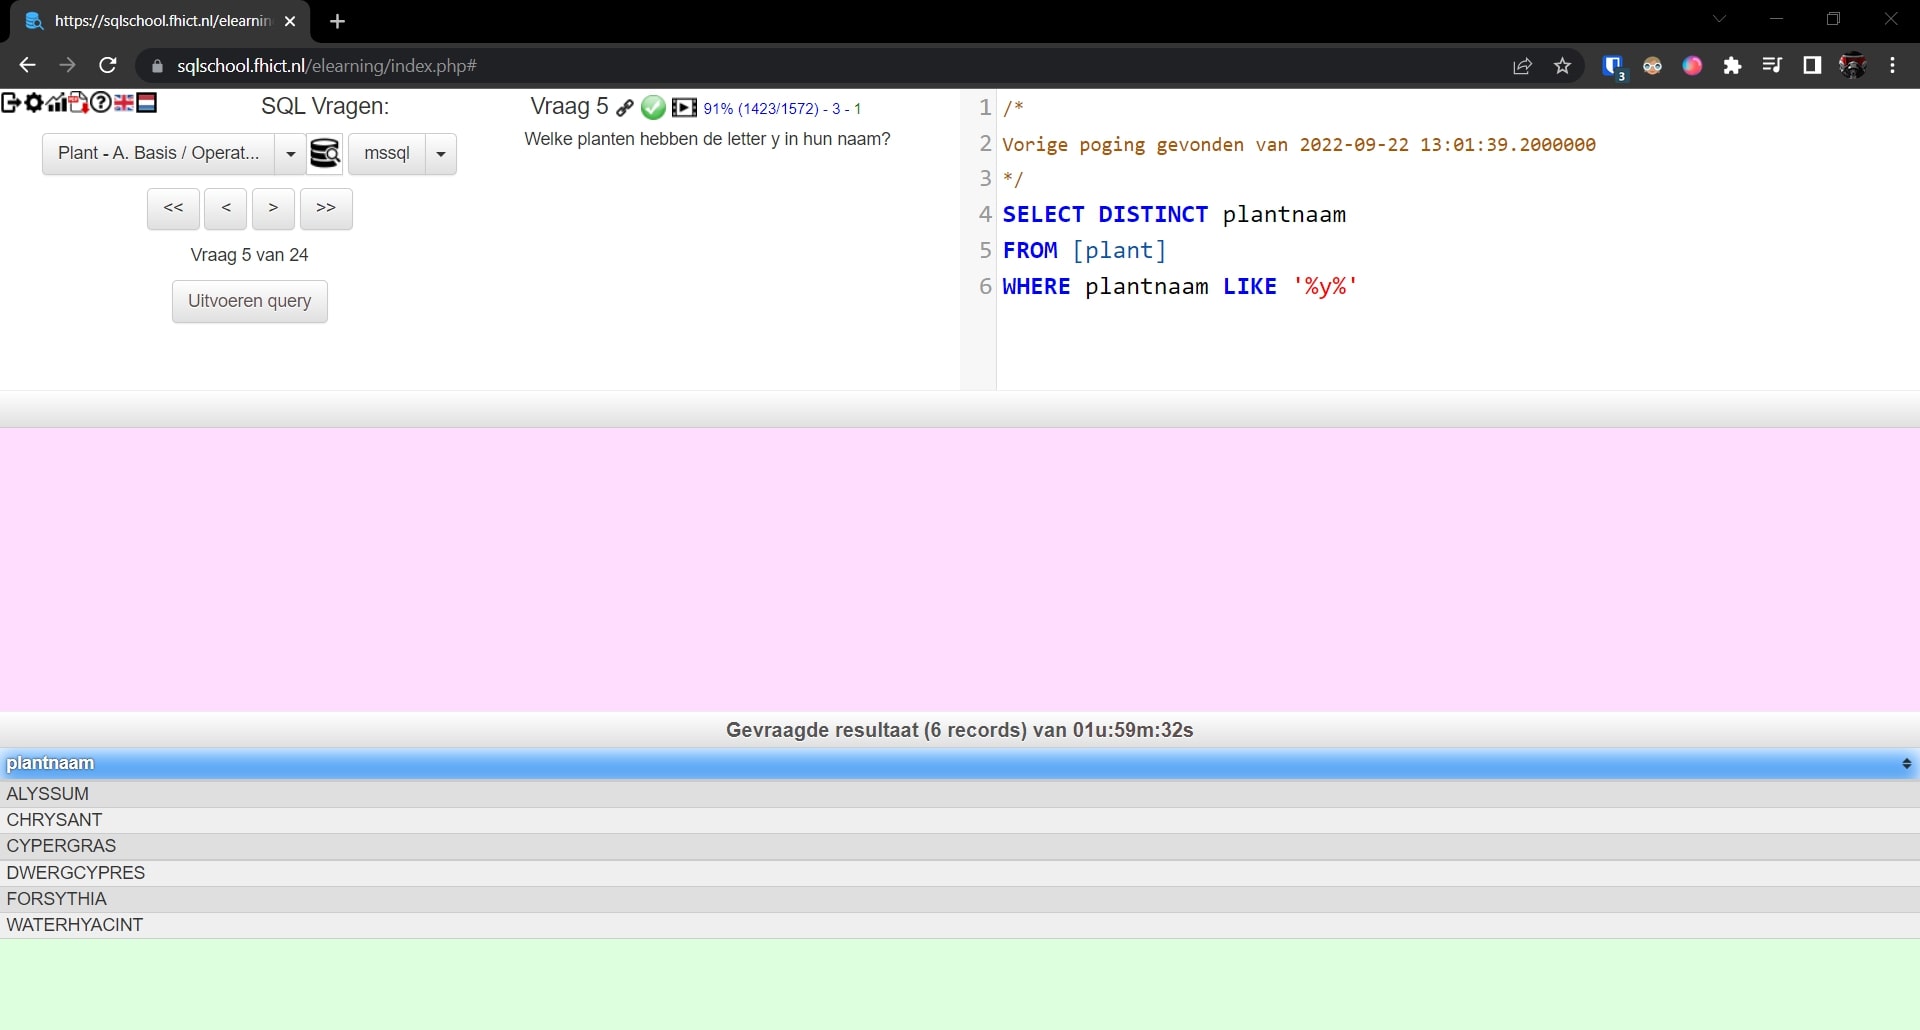 https://sqlschool.fhict.nl/elearnin
sqlschool.fhict.nl/elearning/index.php#
3
SQL Vragen:
Plant - A. Basis / Operat...
mssql
<<
<
>
>>
Vraag 5 van 24
Uitvoeren query
Vraag 5
91% (1423/1572) - 3 - 1
Welke planten hebben de letter y in hun naam?
1 /*
2 Vorige poging gevonden van 2022-09-22 13:01:39.2000000
3 */
4 SELECT DISTINCT plantnaam
5 FROM [plant]
6 WHERE plantnaam LIKE '%y%'
Gevraagde resultaat (6 records) van 01u:59m:32s
plantnaam
ALYSSUM
CHRYSANT
CYPERGRAS
DWERGCYPRES
FORSYTHIA
WATERHYACINT